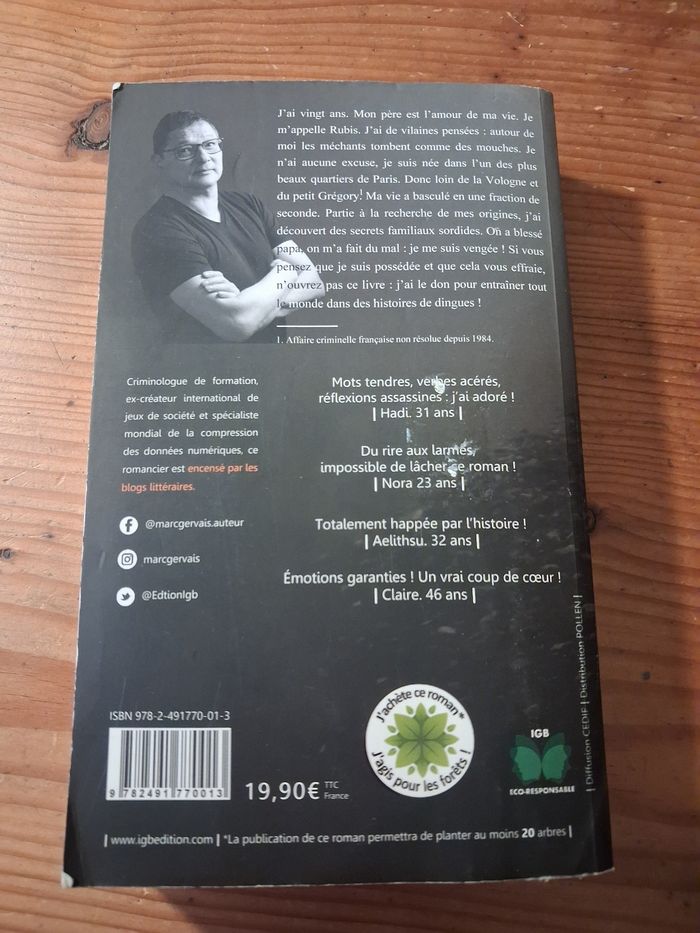 J'ai vingt ans. Mon père est l'amour de ma vie. Je
m'appelle Rubis. J'ai de vilaines pensées : autour de
moi les méchants tombent comme des mouches. Je
n'ai aucune excuse, je suis née dans l'un des plus
beaux quartiers de Paris. Donc loin de la Vologne et
du petit Grégory¹! Ma vie a basculé en une fraction de
seconde. Partie à la recherche de mes origines, j'ai
découvert des secrets familiaux sordides. On a blessé
papa, on m'a fait du mal : je me suis vengée ! Si vous
pensez que je suis possédée et que cela vous effraie,
n'ouvrez pas ce livre : j'ai le don pour entraîner tout
le monde dans des histoires de dingues !
1. Affaire criminelle française non résolue depuis 1984.
Criminologue de formation,
ex-créateur international de
jeux de société et spécialiste
mondial de la compression
des données numériques, ce
romancier est encensé par les
blogs littéraires.
@marcgervais.auteur
marcgervais
@EdtionIgb
Mots tendres, verbes acérés,
réflexions assassines : j'ai adoré !
| Hadi. 31 ans |
Du rire aux larmes,
impossible de lâcher ce roman !
| Nora 23 ans |
Totalement happée par l'histoire !
| Aelithsu. 32 ans |
Émotions garanties ! Un vrai coup de cœur !
| Claire. 46 ans |
| Diffusion CEDIF | Distribution POLLEN |
ISBN 978-2-491770-01-3
9 782491 770013
19,90€ TTC
France
J'achète ce roman*
J'agis pour les forêts !
IGB
ECO-RESPONSABLE
| www.igbedition.com | *La publication de ce roman permettra de planter au moins 20 arbres |